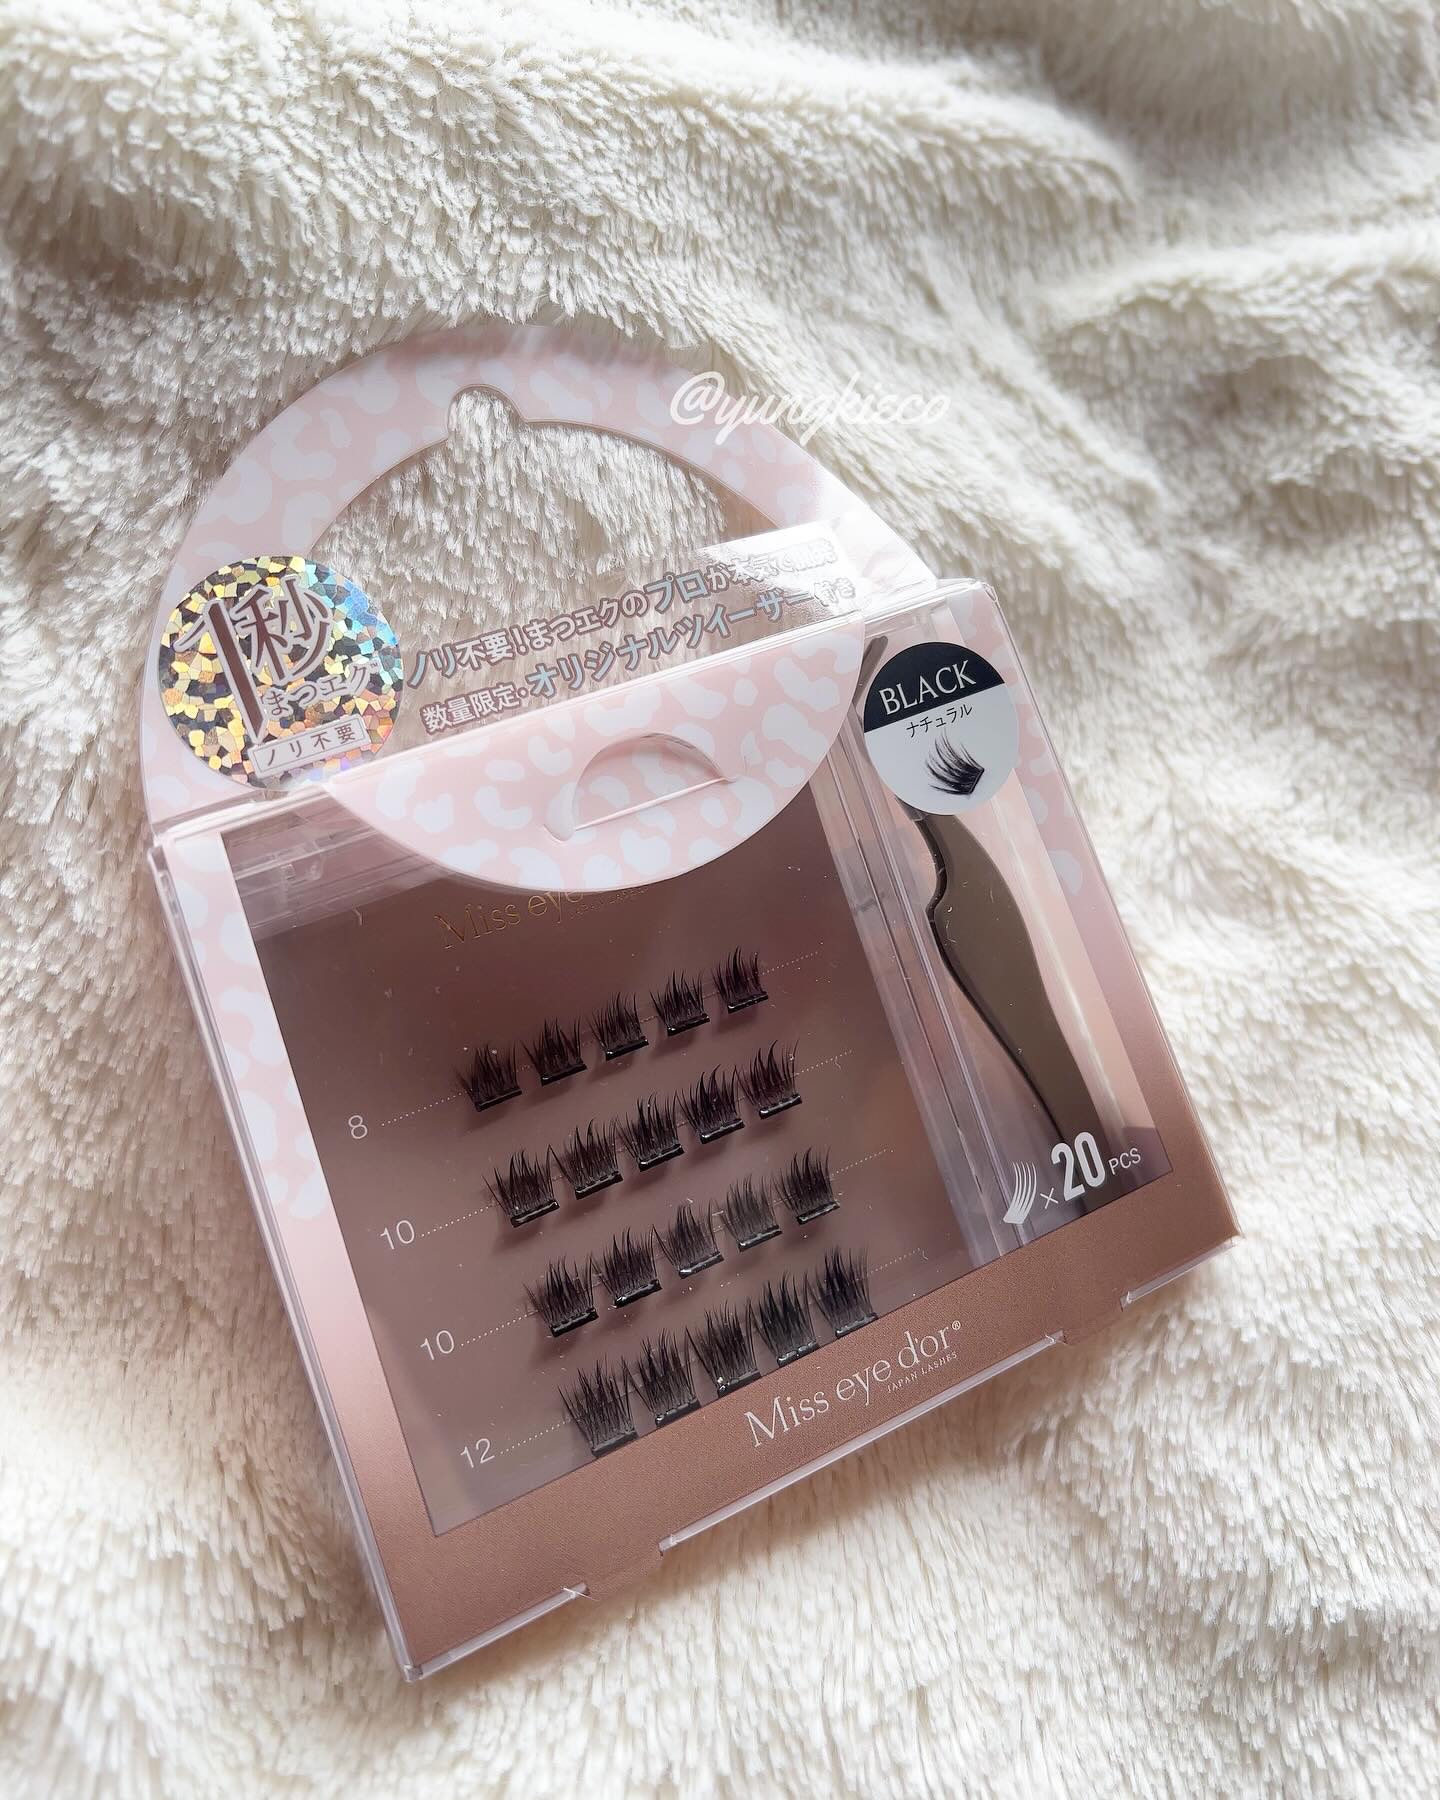 @yungkieco
1秒
まつエク
ノリ不要
ノリ不要!まつエクのプロが本気で開発
数量限定・オリジナルツイーザー付き
BLACK
ナチュラル
Miss eye
JAPAN LASHES
8
10
10
12
×20PCS
Miss eye d'or®
JAPAN LASHES